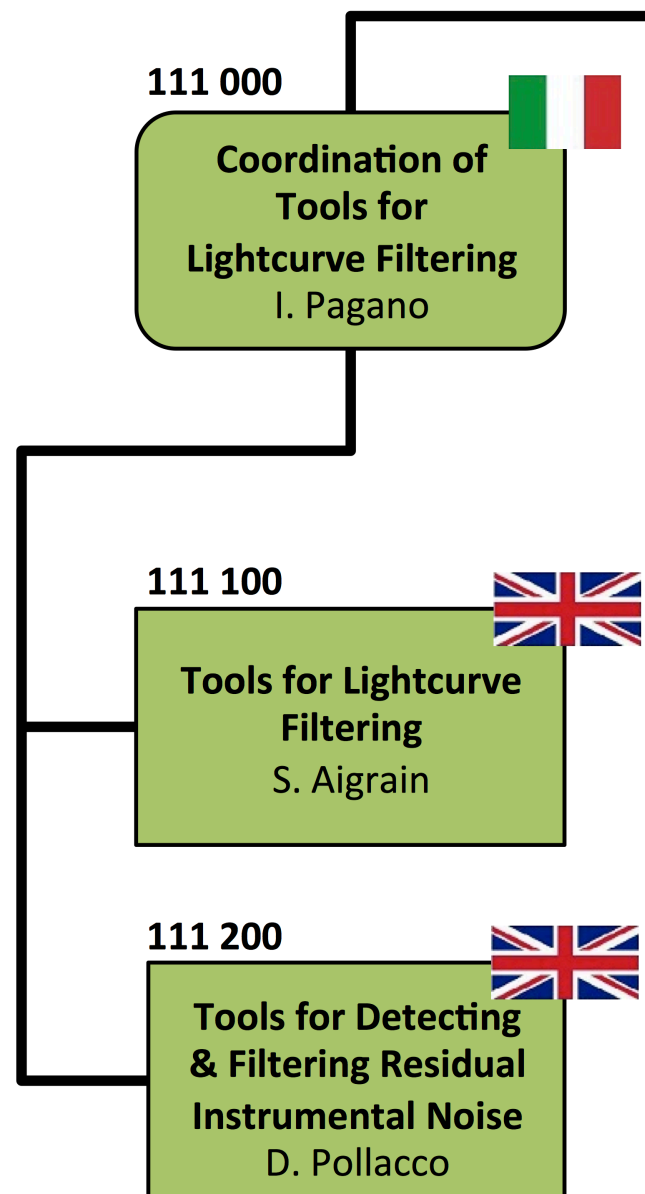 111 000
Coordination of
Tools for
Lightcurve Filtering
I. Pagano
111 100
Tools for Lightcurve
Filtering
S. Aigrain
111 200
Tools for Detecting
& Filtering Residual
Instrumental Noise
D. Pollacco